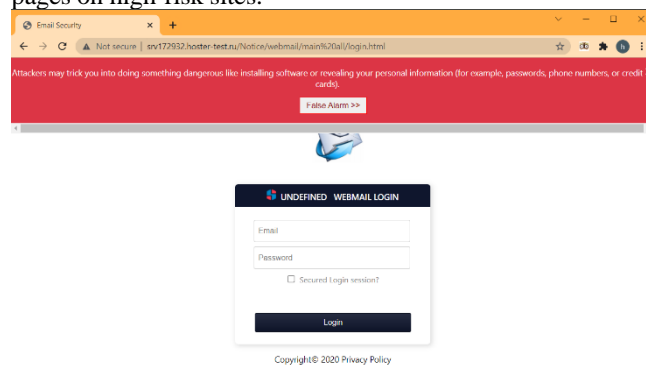 pages on high risk sites.
Email Security
Not secure | srv172932.hoster-test.ru/Notice/webmail/main%20all/login.html
h
Attackers may trick you into doing something dangerous like installing software or revealing your personal information (for example, passwords, phone numbers, or credit
cards).
False Alarm >>
UNDEFINED WEBMAIL LOGIN
Email
Password
Secured Login session?
Login
Copyright© 2020 Privacy Policy